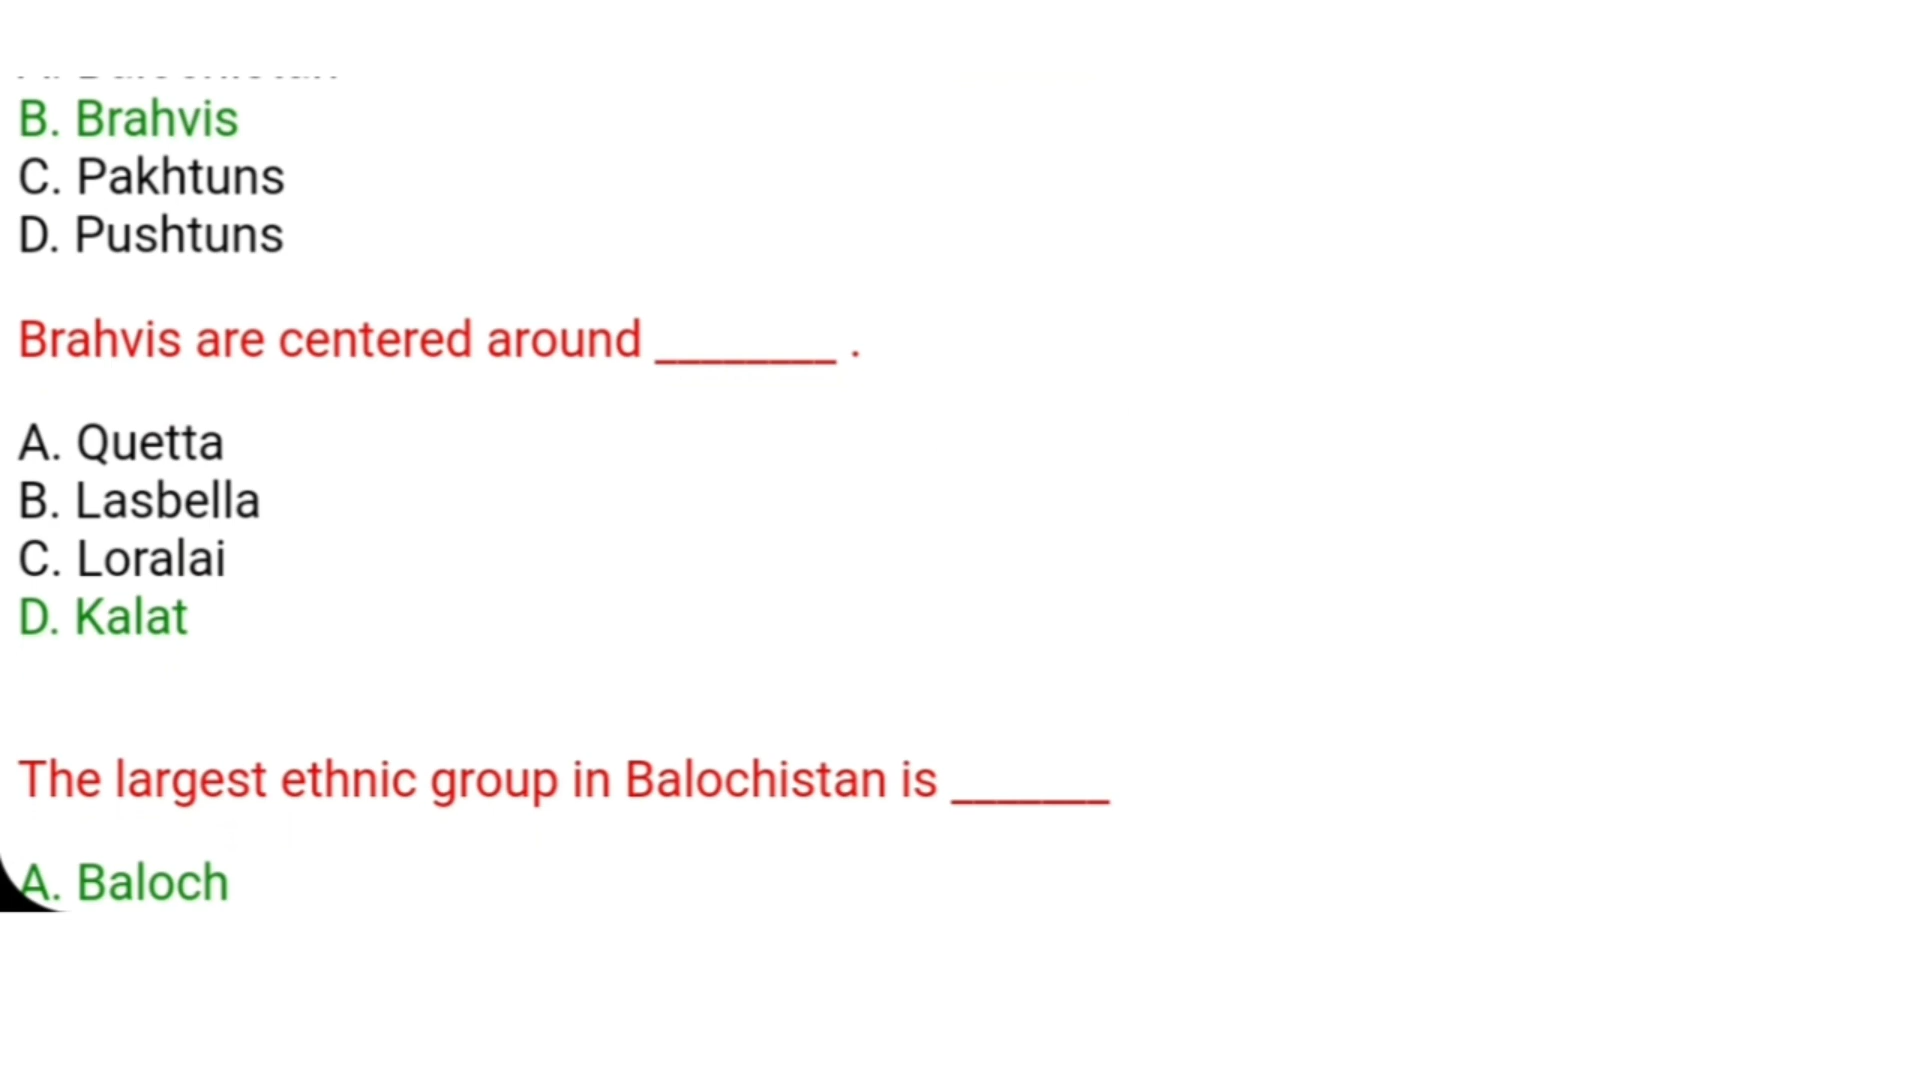 B. Brahvis
C. Pakhtuns
D. Pushtuns
Brahvis are centered around ________ .
A. Quetta
B. Lasbella
C. Loralai
D. Kalat
The largest ethnic group in Balochistan is _______
A. Baloch